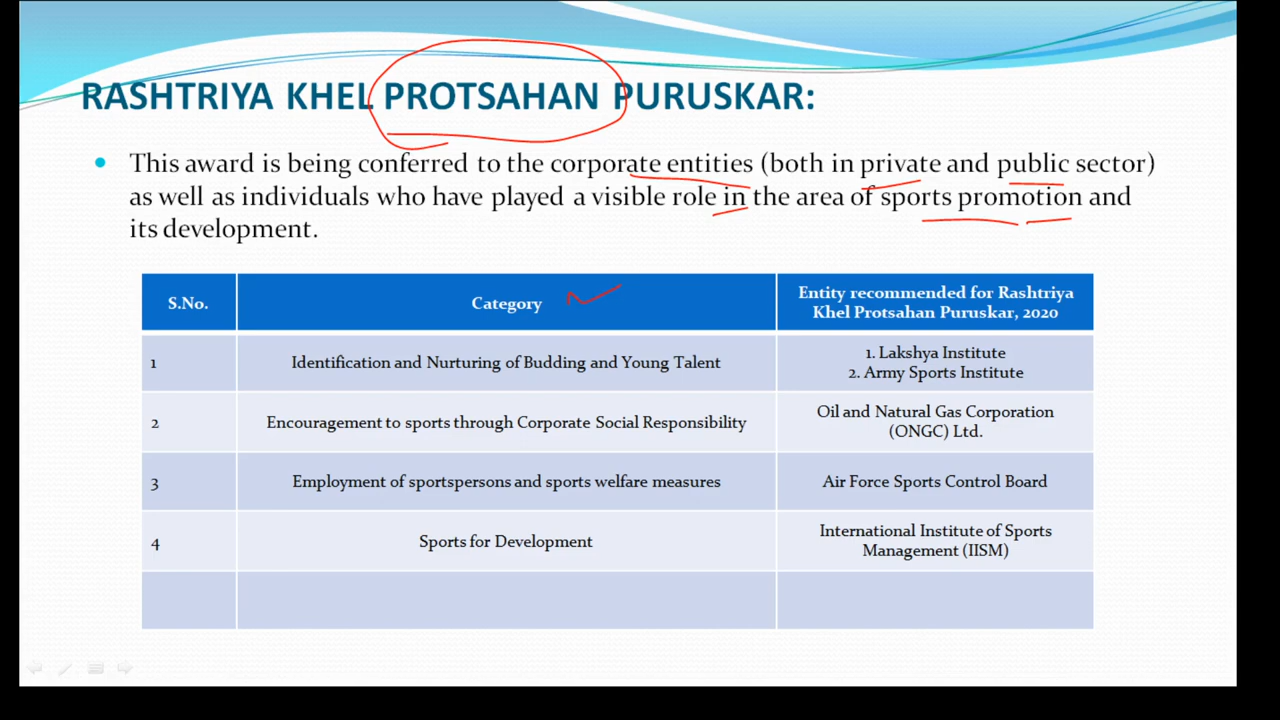 RASHTRIYA KHEL PROTSAHAN PURUSKAR:
This award is being conferred to the corporate entities (both in private and public sector)
as well as individuals who have played a visible role in the area of sports promotion and
its development.
S.No.
Category
Entity recommended for Rashtriya
Khel Protsahan Puruskar, 2020
1
Identification and Nurturing of Budding and Young Talent
1. Lakshya Institute
2. Army Sports Institute
2
Encouragement to sports through Corporate Social Responsibility
Oil and Natural Gas Corporation
(ONGC) Ltd.
3
Employment of sportspersons and sports welfare measures
Air Force Sports Control Board
4
Sports for Development
International Institute of Sports
Management (IISM)